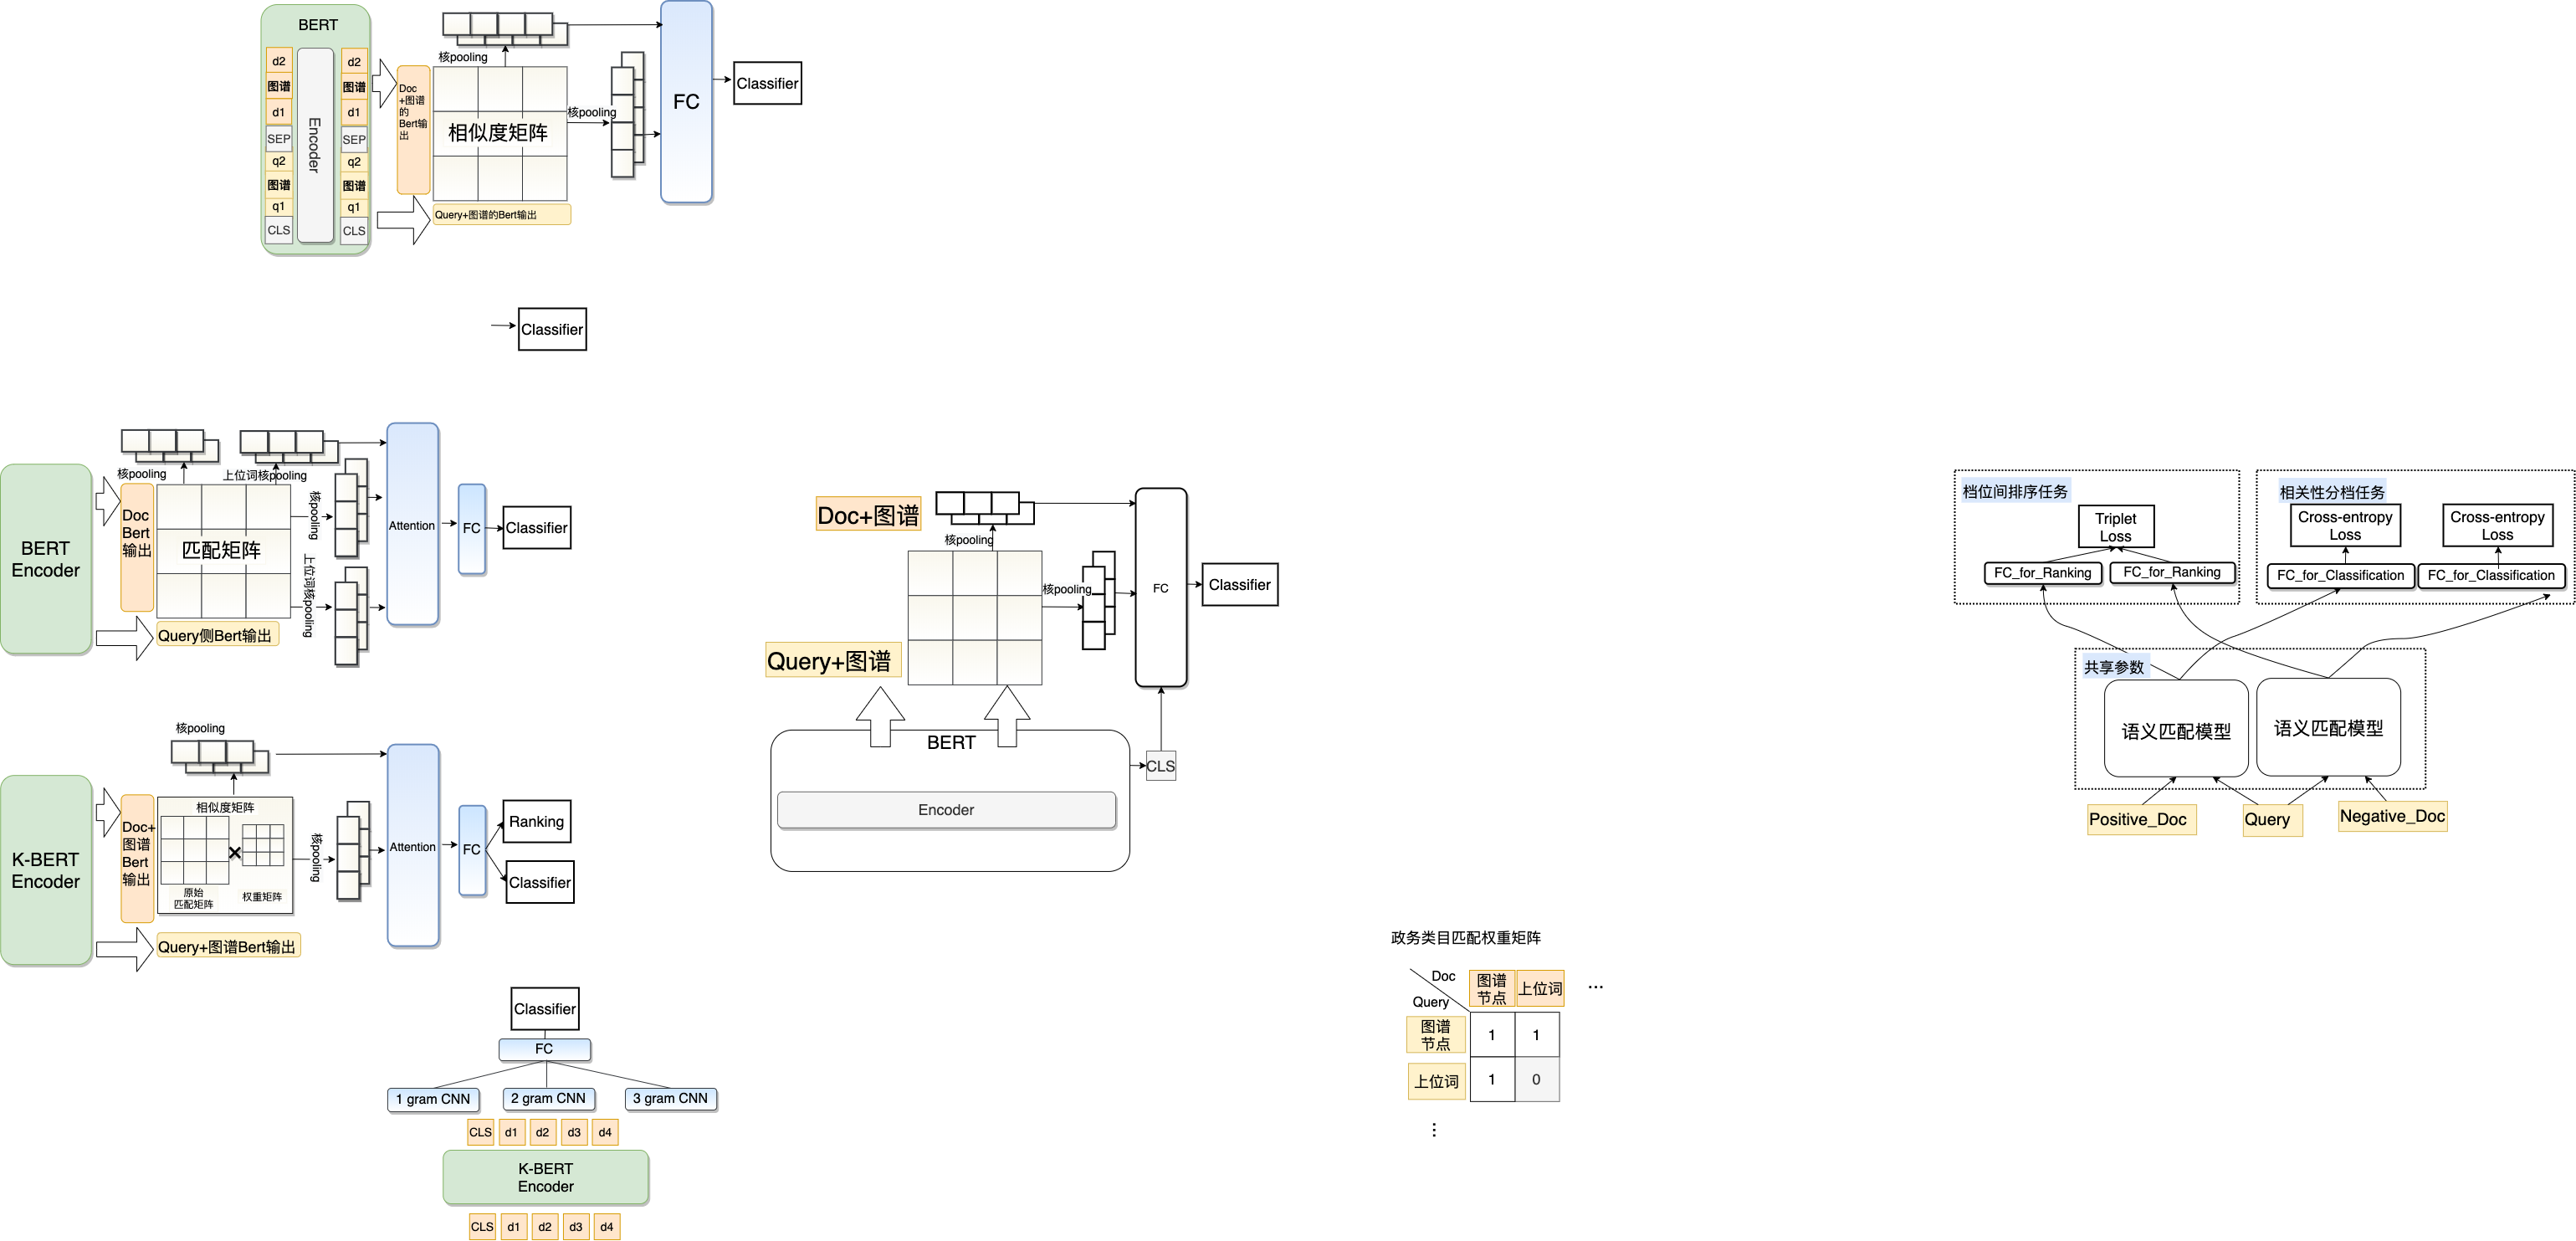 BERT
d2
图谱
d1
SEP
q2
图谱
q1
CLS
Encoder
d2
图谱
d1
SEP
q2
图谱
q1
CLS
Doc
+图谱
的
Bert输
出
核pooling
相似度矩阵
核pooling
Query+图谱的Bert输出
FC
Classifier
Classifier
BERT
Encoder
核pooling
上位词核pooling
Doc
Bert
输出
匹配矩阵
核pooling
上位词核pooling
Query侧Bert输出
Attention
FC
Classifier
K-BERT
Encoder
核pooling
Doc+
图谱
Bert
输出
相似度矩阵
原始
匹配矩阵
权重矩阵
核pooling
Query+图谱Bert输出
Attention
FC
Ranking
Classifier
Classifier
FC
1 gram CNN
2 gram CNN
3 gram CNN
CLS
d1
d2
d3
d4
K-BERT
Encoder
CLS
d1
d2
d3
d4
Doc+图谱
核pooling
核pooling
Query+图谱
FC
Classifier
BERT
CLS
Encoder
政务类目匹配权重矩阵
Doc
Query
图谱
节点
上位词
...
图谱
节点
1
1
上位词
1
0
...
档位间排序任务
Triplet
Loss
FC_for_Ranking
FC_for_Ranking
相关性分档任务
Cross-entropy
Loss
Cross-entropy
Loss
FC_for_Classification
FC_for_Classification
共享参数
语义匹配模型
语义匹配模型
Positive_Doc
Query
Negative_Doc